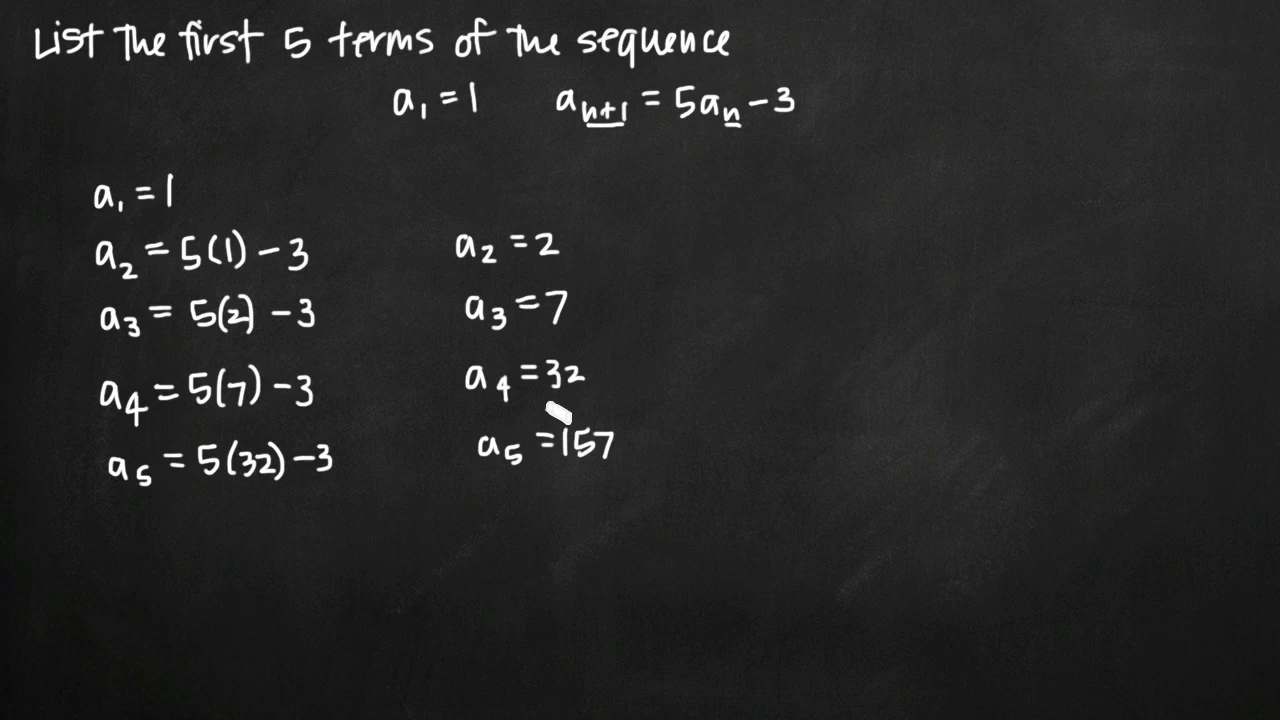 List the first 5 terms of the sequence
a₁ = 1 aₙ₊₁ = 5aₙ - 3
a₁ = 1
a₂ = 5(1) - 3 a₂ = 2
a₃ = 5(2) - 3 a₃ = 7
a₄ = 5(7) - 3 a₄ = 32
a₅ = 5(32) - 3 a₅ = 157